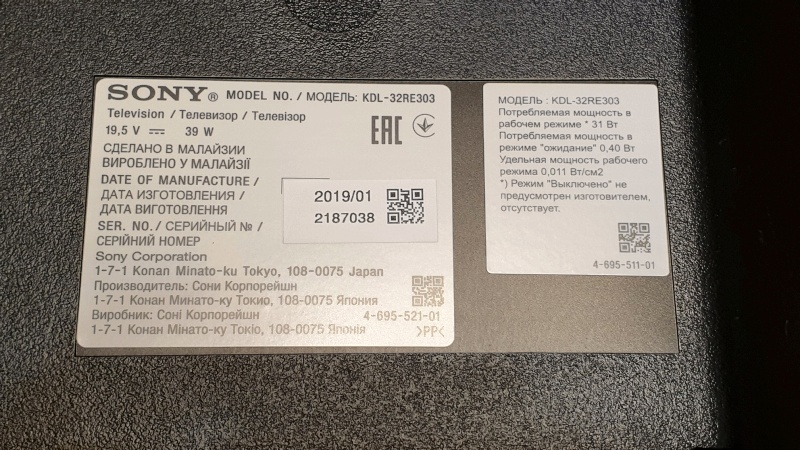 SONY® MODEL NO. / МОДЕЛЬ: KDL-32RE303
Television / Телевизор / Телевізор
19,5 V ⎓ 39 W
EAC
СДЕЛАНО В МАЛАЙЗИИ
ВИРОБЛЕНО У МАЛАЙЗІЇ
DATE OF MANUFACTURE /
ДАТА ИЗГОТОВЛЕНИЯ /
ДАТА ВИГОТОВЛЕННЯ
2019/01
2187038
SER. NO./ СЕРИЙНЫЙ № /
СЕРІЙНИЙ НОМЕР
Sony Corporation
1-7-1 Konan Minato-ku Tokyo, 108-0075 Japan
Производитель: Сони Корпорейшн
1-7-1 Конан Минато-ку Токио, 108-0075 Япония
Виробник: Соні Корпорейшн 4-695-521-01
1-7-1 Конан Мінато-ку Токіо, 108-0075 Японія >PP<
МОДЕЛЬ : KDL-32RE303
Потребляемая мощность в
рабочем режиме * 31 Вт
Потребляемая мощность в
режиме "ожидание" 0,40 Вт
Удельная мощность рабочего
режима 0,011 Вт/см2
*) Режим "Выключено" не
предусмотрен изготовителем,
отсутствует.
4-695-511-01